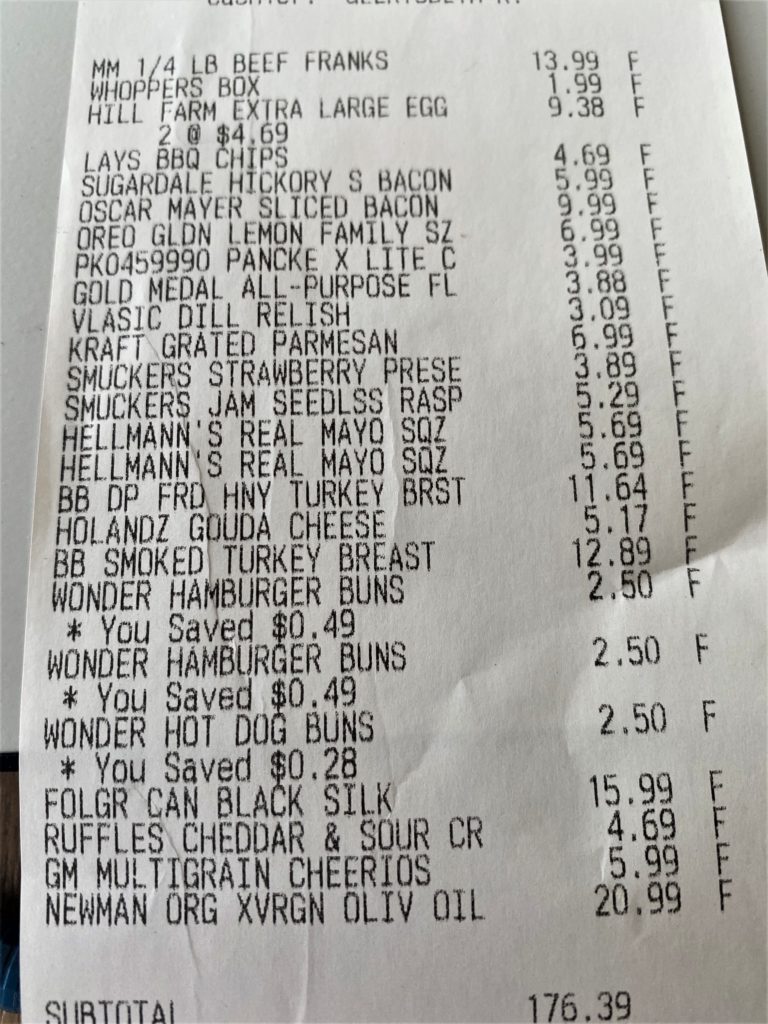 MM 1/4 LB BEEF FRANKS 13.99 F
WHOPPERS BOX 1.99 F
HILL FARM EXTRA LARGE EGG 9.38 F
2 @ $4.69
LAYS BBQ CHIPS 4.69 F
SUGARDALE HICKORY S BACON 5.99 F
OSCAR MAYER SLICED BACON 9.99 F
OREO GLDN LEMON FAMILY SZ 6.99 F
PK0459990 PANCKE X LITE C 3.99 F
GOLD MEDAL ALL-PURPOSE FL 3.88 F
VLASIC DILL RELISH 3.09 F
KRAFT GRATED PARMESAN 6.99 F
SMUCKERS STRAWBERRY PRESE 3.89 F
SMUCKERS JAM SEEDLSS RASP 5.29 F
HELLMANN'S REAL MAYO SQZ 5.69 F
HELLMANN'S REAL MAYO SQZ 5.69 F
BB DP FRD HNY TURKEY BRST 11.64 F
HOLANDZ GOUDA CHEESE 5.17 F
BB SMOKED TURKEY BREAST 12.89 F
WONDER HAMBURGER BUNS 2.50 F
* You Saved $0.49
WONDER HAMBURGER BUNS 2.50 F
* You Saved $0.49
WONDER HOT DOG BUNS 2.50 F
* You Saved $0.28
FOLGR CAN BLACK SILK 15.99 F
RUFFLES CHEDDAR & SOUR CR 4.69 F
GM MULTIGRAIN CHEERIOS 5.99 F
NEWMAN ORG XVRGN OLIV OIL 20.99 F
SUBTOTAL 176.39